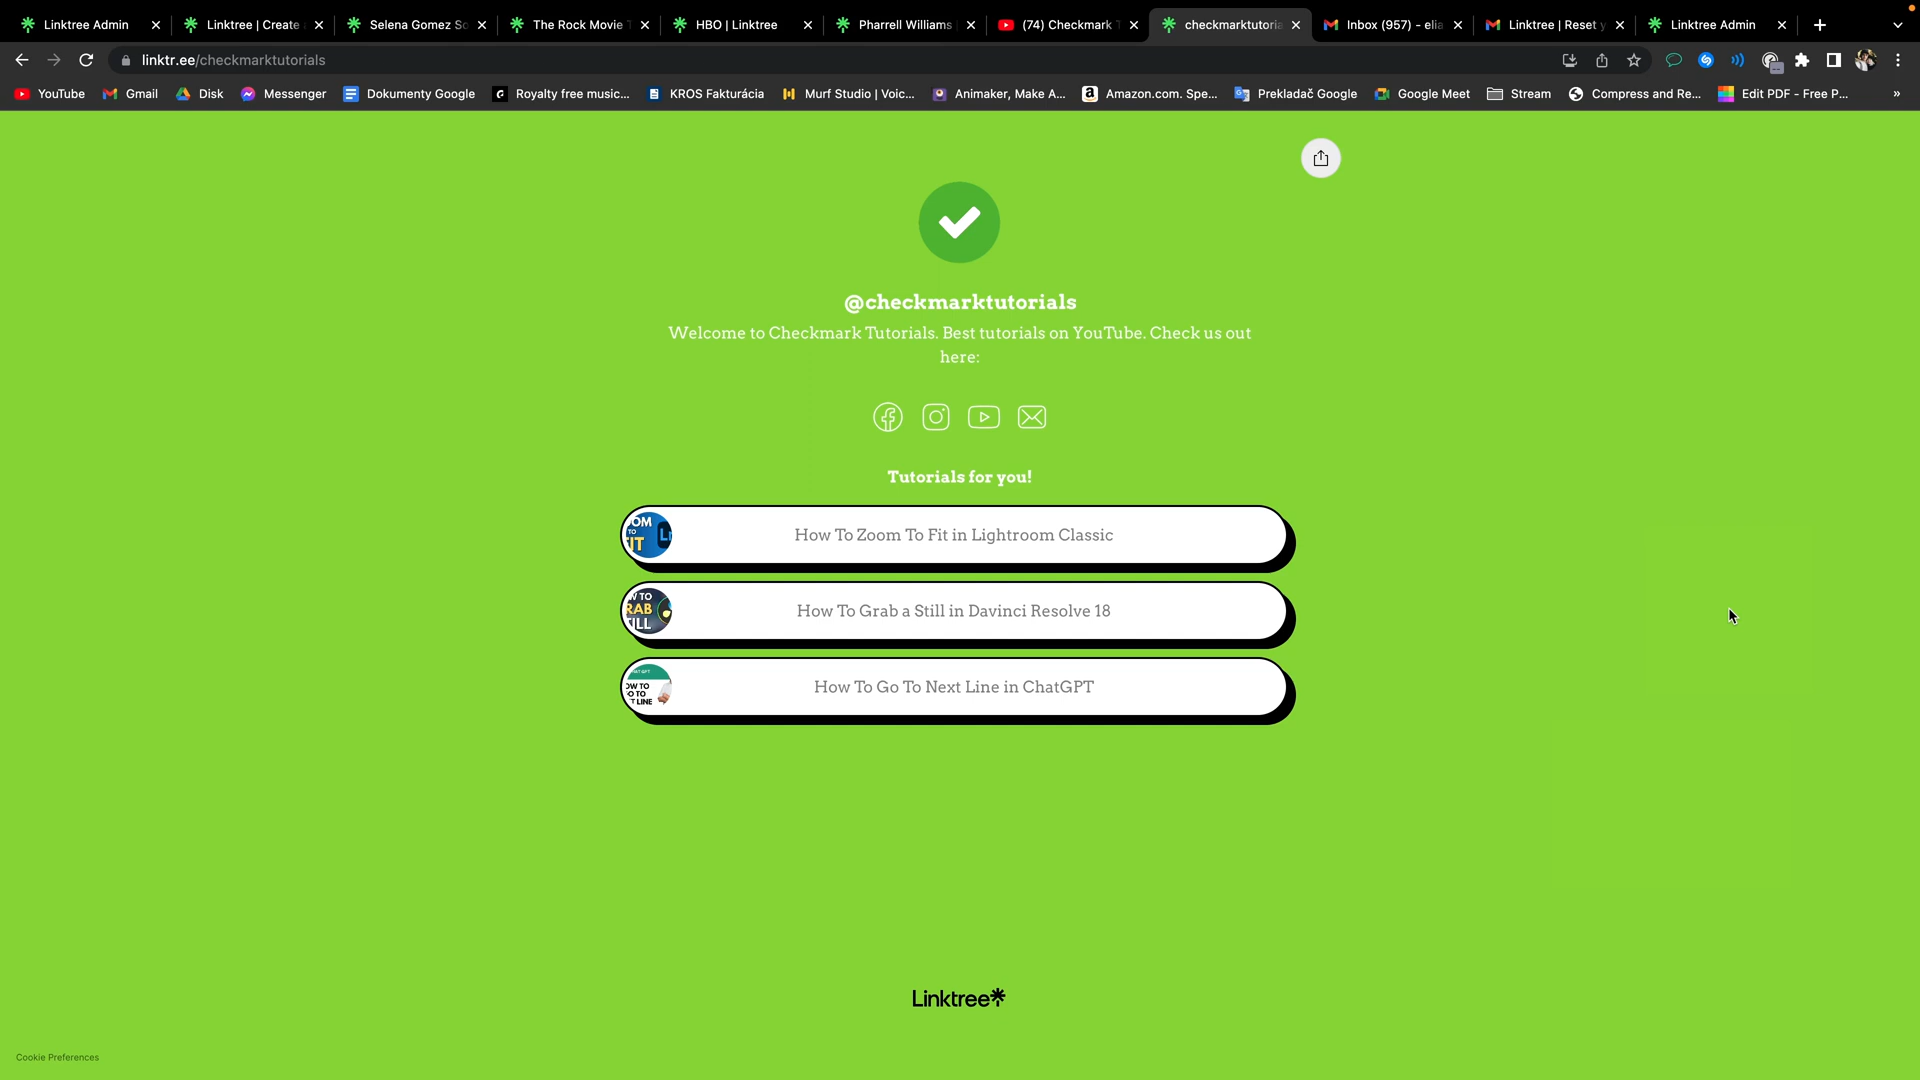 Linktree Admin
Linktree | Create
Selena Gomez So
The Rock Movie T
HBO | Linktree
Pharrell Williams
(74) Checkmark T
checkmarktutoria
Inbox (957) - elia
Linktree | Reset y
Linktree Admin
linktr.ee/checkmarktutorials
YouTube
Gmail
Disk
Messenger
Dokumenty Google
Royalty free music...
KROS Fakturácia
Murf Studio | Voic...
Animaker, Make A...
Amazon.com. Spe...
Prekladač Google
Google Meet
Stream
Compress and Re...
Edit PDF - Free P...
»
@checkmarktutorials
Welcome to Checkmark Tutorials. Best tutorials on YouTube. Check us out
here:
Tutorials for you!
How To Zoom To Fit in Lightroom Classic
How To Grab a Still in Davinci Resolve 18
How To Go To Next Line in ChatGPT
Linktree
Cookie Preferences